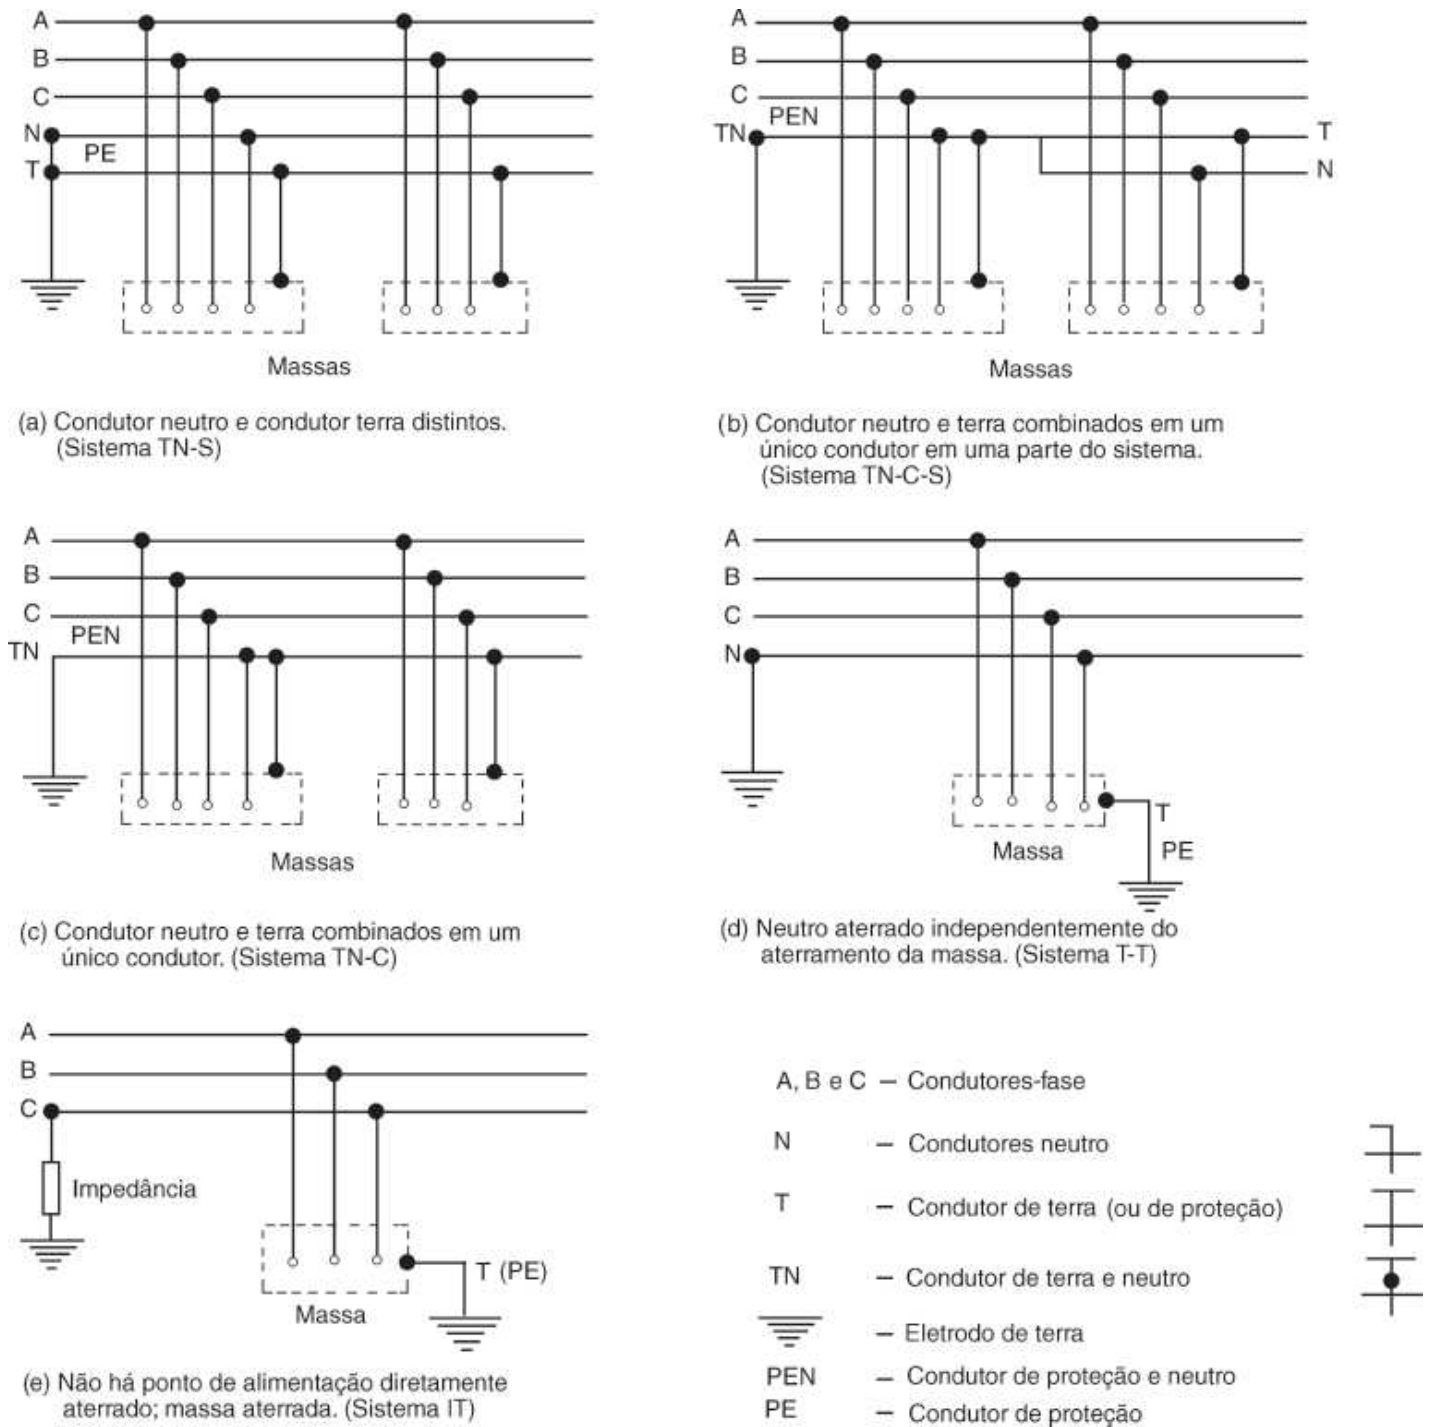 A
B
C
N
PE
T
Massas
(a) Condutor neutro e condutor terra distintos.
(Sistema TN-S)
A
B
C
PEN
TN
T
N
Massas
(b) Condutor neutro e terra combinados em um
único condutor em uma parte do sistema.
(Sistema TN-C-S)
A
B
C
PEN
TN
Massas
(c) Condutor neutro e terra combinados em um
único condutor. (Sistema TN-C)
A
B
C
N
T
Massa
PE
(d) Neutro aterrado independentemente do
aterramento da massa. (Sistema T-T)
A
B
C
Impedância
T (PE)
Massa
(e) Não há ponto de alimentação diretamente
aterrado; massa aterrada. (Sistema IT)
A, B e C – Condutores-fase
N – Condutores neutro
T – Condutor de terra (ou de proteção)
TN – Condutor de terra e neutro
– Eletrodo de terra
PEN – Condutor de proteção e neutro
PE – Condutor de proteção